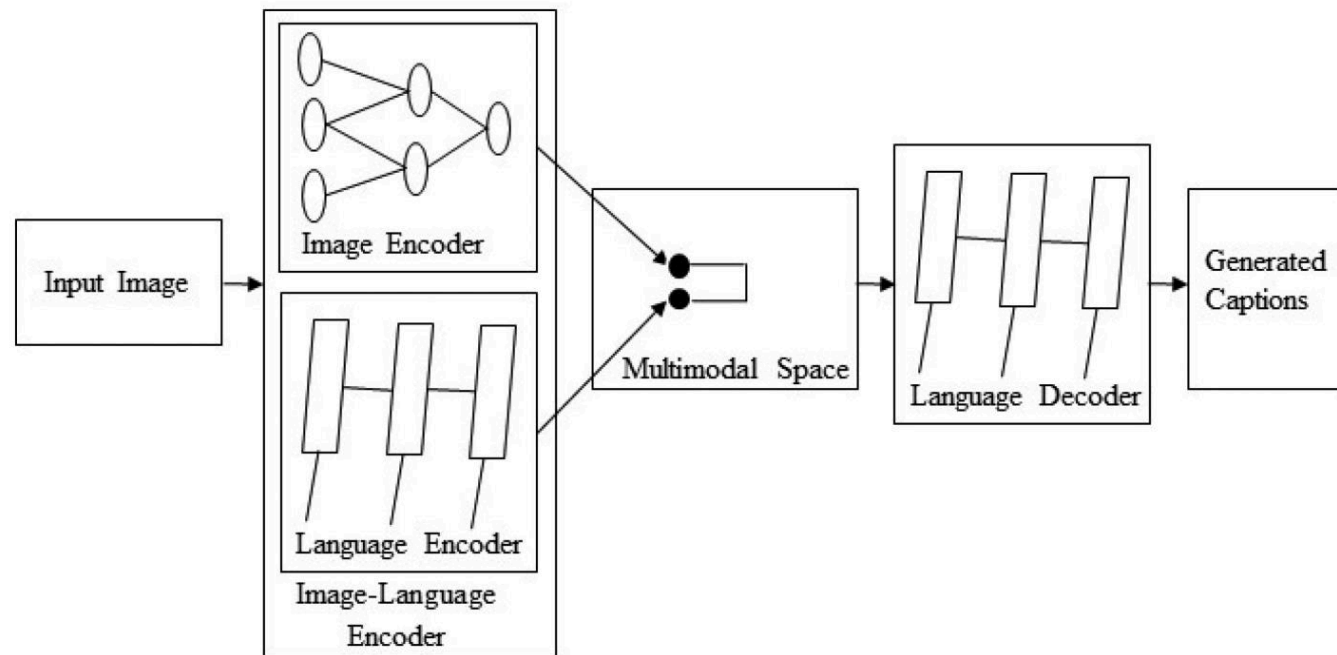 Input Image
Image Encoder
Language Encoder
Image-Language
Encoder
Multimodal Space
Language Decoder
Generated
Captions